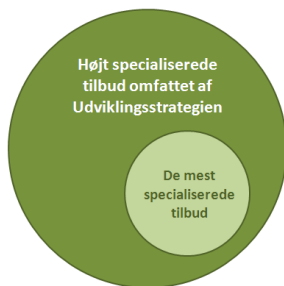 Højt specialiserede
tilbud omfattet af
Udviklingsstrategien
De mest
specialiserede
tilbud